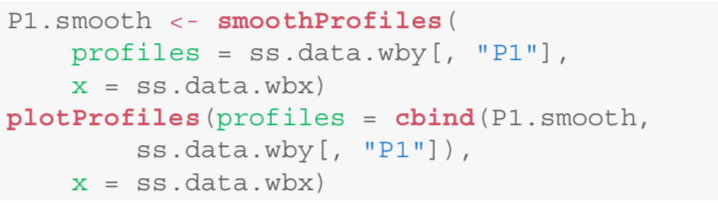 P1.smooth <- smoothProfiles(
    profiles = ss.data.wby[, "P1"],
    x = ss.data.wbx)
plotProfiles(profiles = cbind(P1.smooth,
        ss.data.wby[, "P1"]),
    x = ss.data.wbx)